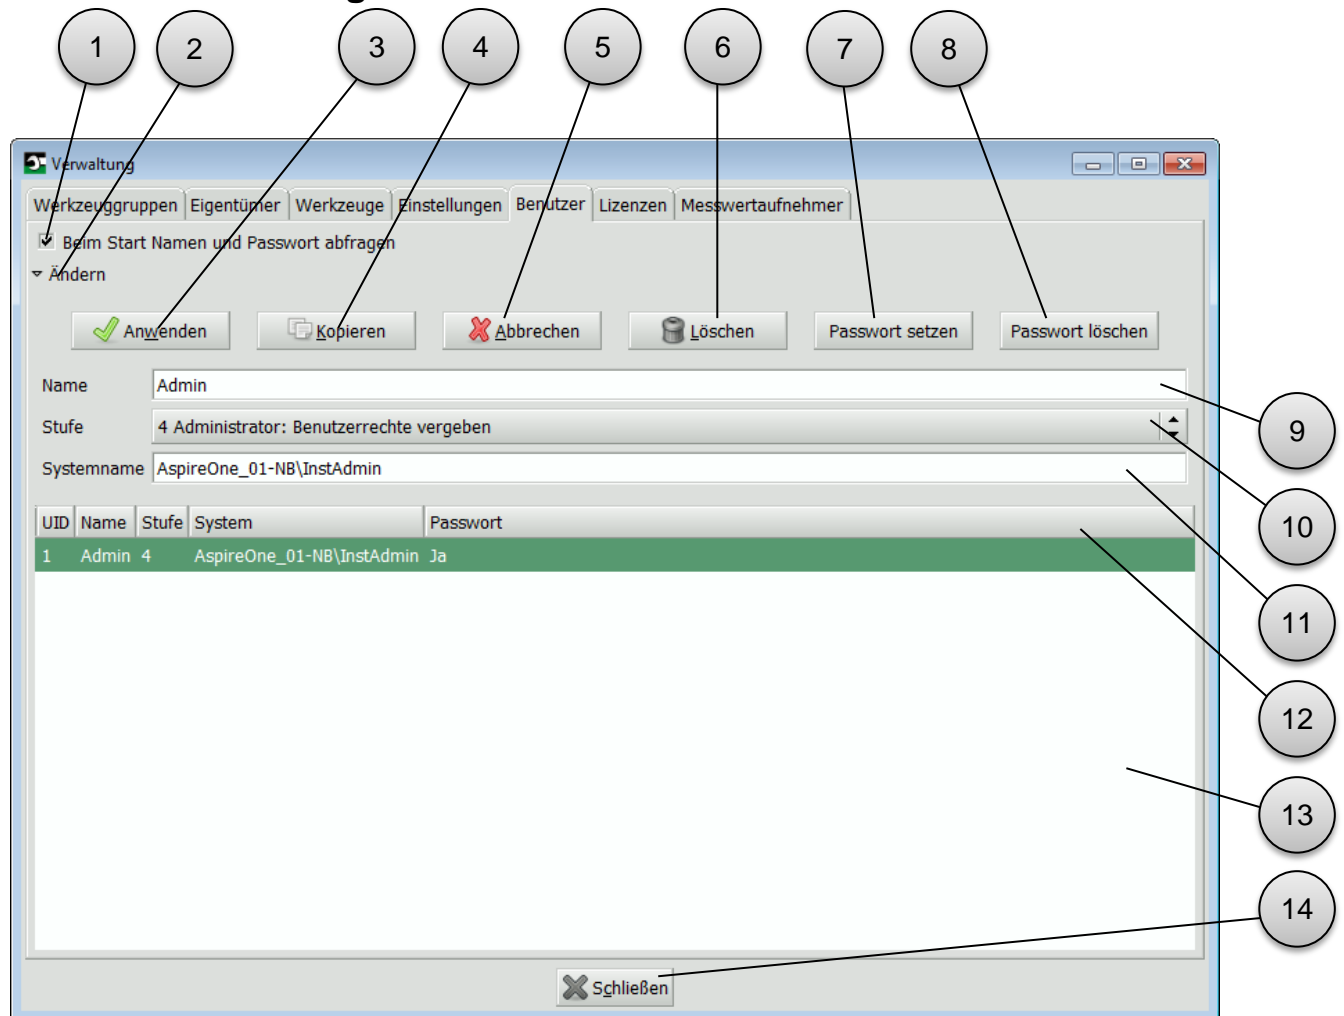 1 2 3 4 5 6 7 8
Verwaltung
Werkzeuggruppen Eigentümer Werkzeuge Einstellungen Benutzer Lizenzen Messwertaufnehmer
Beim Start Namen und Passwort abfragen
Ändern
Anwenden Kopieren Abbrechen Löschen Passwort setzen Passwort löschen
Name Admin
Stufe 4 Administrator: Benutzerrechte vergeben
9
Systemname AspireOne_01-NB\InstAdmin
UID Name Stufe System Passwort
10
1 Admin 4 AspireOne_01-NB\InstAdmin Ja
11
12
13
14
Schließen